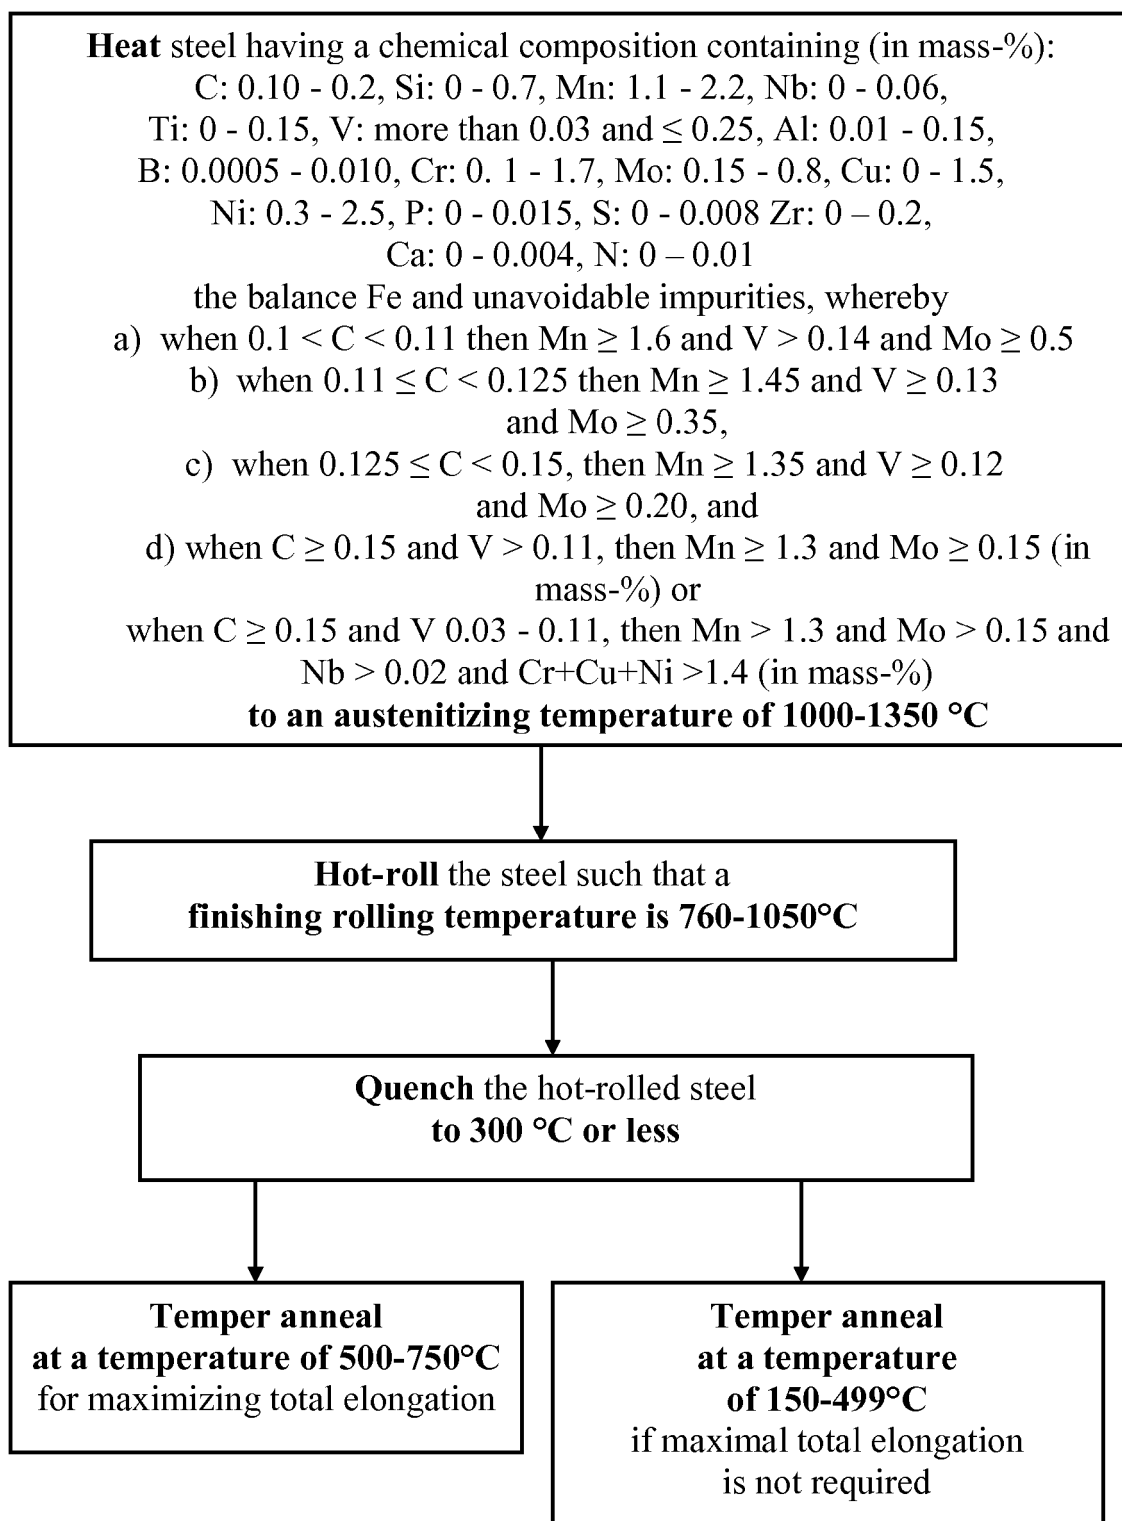 Heat steel having a chemical composition containing (in mass-%):
C: 0.10 - 0.2, Si: 0 - 0.7, Mn: 1.1 - 2.2, Nb: 0 - 0.06,
Ti: 0 - 0.15, V: more than 0.03 and ≤ 0.25, Al: 0.01 - 0.15,
B: 0.0005 - 0.010, Cr: 0. 1 - 1.7, Mo: 0.15 - 0.8, Cu: 0 - 1.5,
Ni: 0.3 - 2.5, P: 0 - 0.015, S: 0 - 0.008 Zr: 0 – 0.2,
Ca: 0 - 0.004, N: 0 – 0.01
the balance Fe and unavoidable impurities, whereby
a) when 0.1 < C < 0.11 then Mn ≥ 1.6 and V > 0.14 and Mo ≥ 0.5
b) when 0.11 ≤ C < 0.125 then Mn ≥ 1.45 and V ≥ 0.13
and Mo ≥ 0.35,
c) when 0.125 ≤ C < 0.15, then Mn ≥ 1.35 and V ≥ 0.12
and Mo ≥ 0.20, and
d) when C ≥ 0.15 and V > 0.11, then Mn ≥ 1.3 and Mo ≥ 0.15 (in
mass-%) or
when C ≥ 0.15 and V 0.03 - 0.11, then Mn > 1.3 and Mo > 0.15 and
Nb > 0.02 and Cr+Cu+Ni >1.4 (in mass-%)
to an austenitizing temperature of 1000-1350 °C
Hot-roll the steel such that a
finishing rolling temperature is 760-1050°C
Quench the hot-rolled steel
to 300 °C or less
Temper anneal
at a temperature of 500-750°C
for maximizing total elongation
Temper anneal
at a temperature
of 150-499°C
if maximal total elongation
is not required